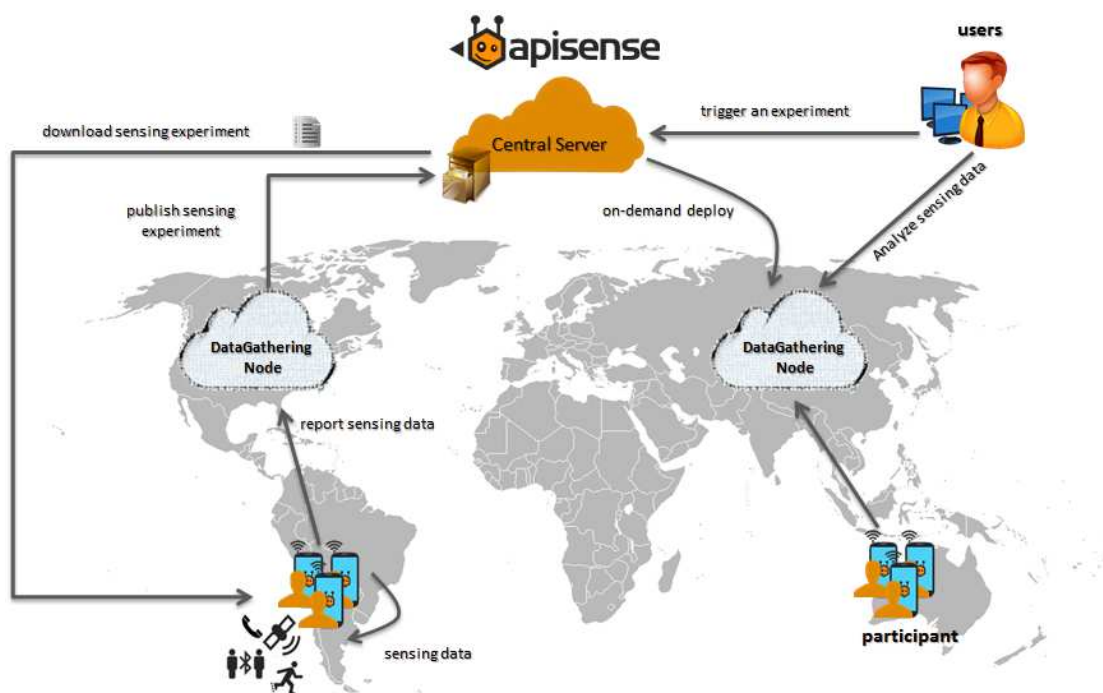 apisense
users
download sensing experiment
trigger an experiment
Central Server
publish sensing
experiment
on-demand deploy
Analyze sensing data
DataGathering
Node
DataGathering
Node
report sensing data
sensing data
participant